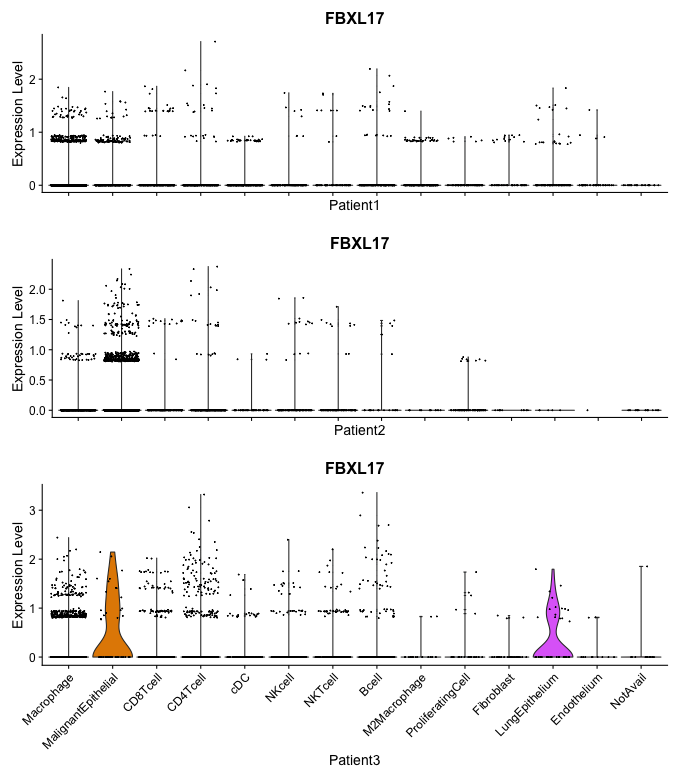 FBXL17
Expression Level
2
1
0
Patient1
FBXL17
Expression Level
2.0
1.5
1.0
0.5
0.0
Patient2
FBXL17
Expression Level
3
2
1
0
Macrophage
MalignantEpithelial
CD8Tcell
CD4Tcell
cDC
NKcell
NKTcell
Bcell
M2Macrophage
ProliferatingCell
Fibroblast
LungEpithelium
Endothelium
NotAvail
Patient3